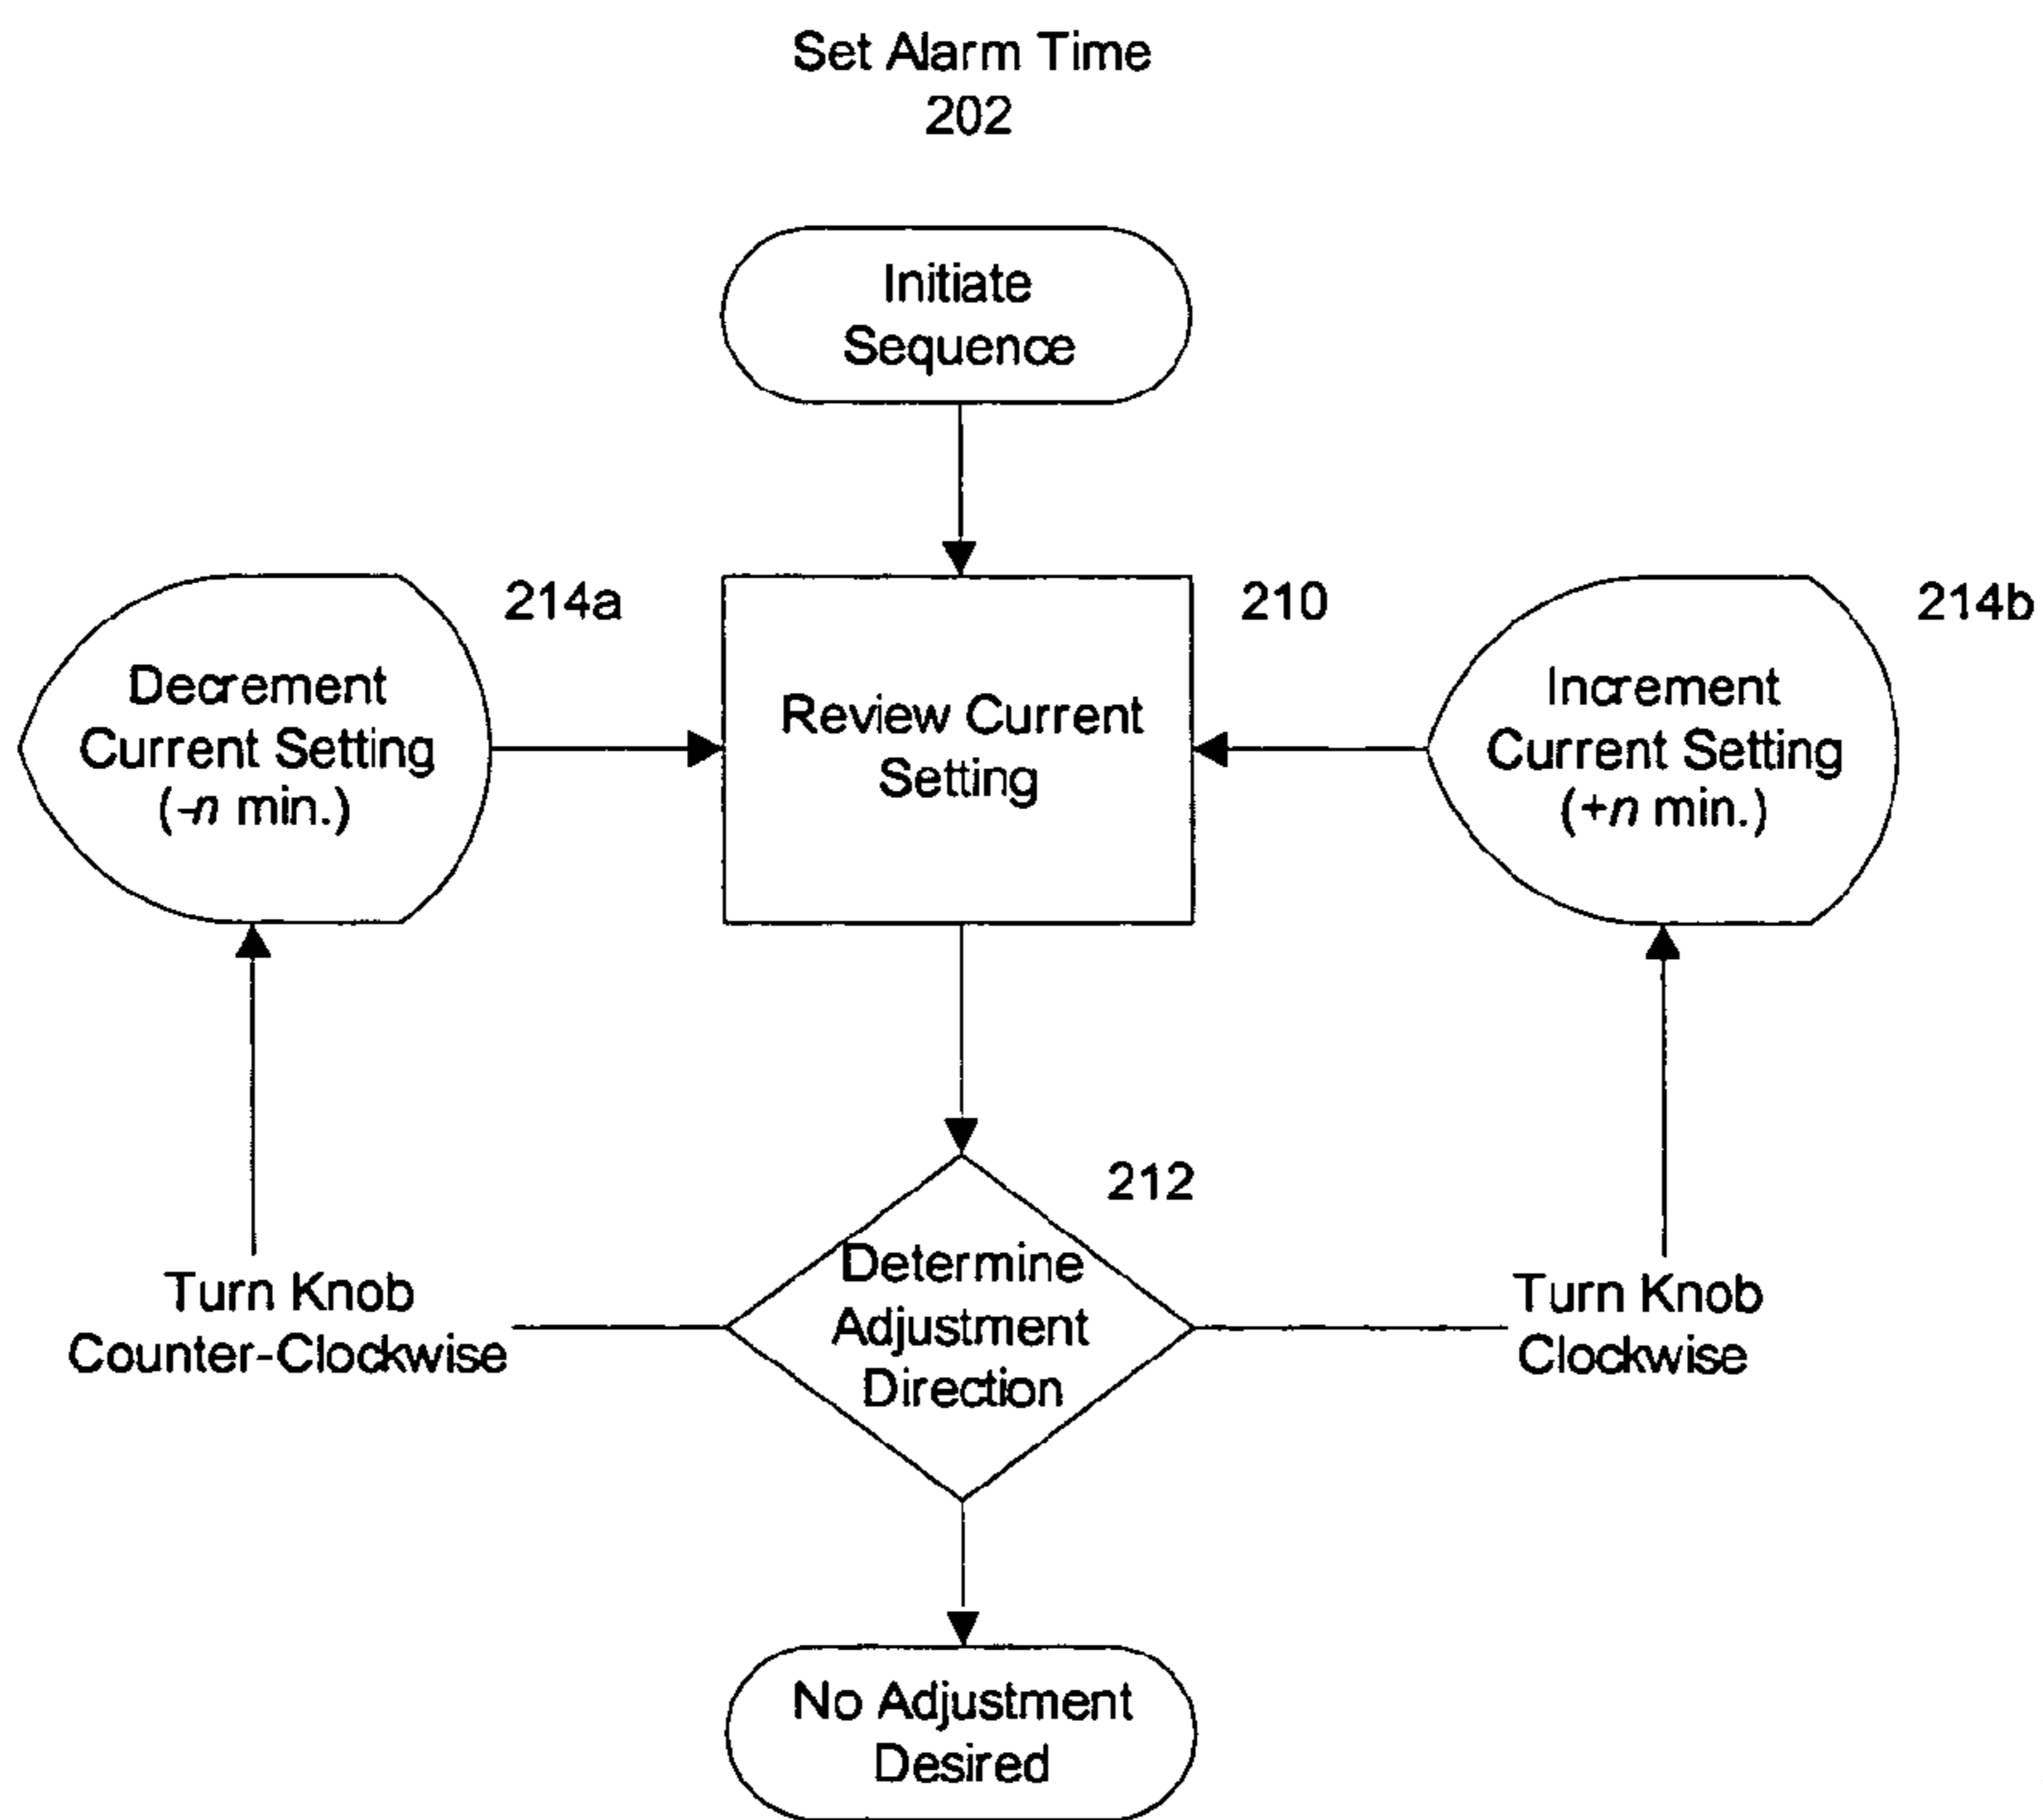 Set Alarm Time
202
Initiate
Sequence
214a
210
214b
Decrement
Current Setting
(-n min.)
Review Current
Setting
Increment
Current Setting
(+n min.)
212
Determine
Adjustment
Direction
Turn Knob
Counter-Clockwise
Turn Knob
Clockwise
No Adjustment
Desired